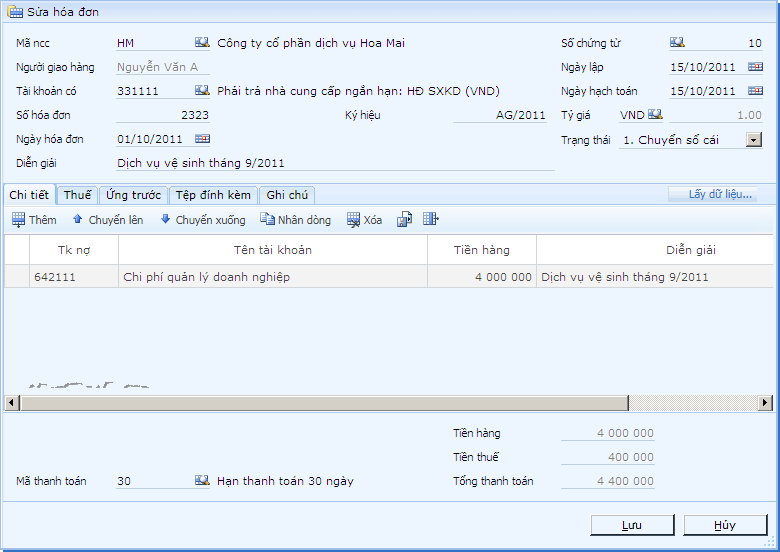 Sửa hóa đơn
Mã ncc HM Công ty cổ phần dịch vụ Hoa Mai Số chứng từ 10
Người giao hàng Nguyễn Văn A Ngày lập 15/10/2011
Tài khoản có 331111 Phải trả nhà cung cấp ngắn hạn: HĐ SXKD (VND) Ngày hạch toán 15/10/2011
Số hóa đơn 2323 Ký hiệu AG/2011 Tỷ giá VND 1.00
Ngày hóa đơn 01/10/2011 Trạng thái 1. Chuyển sổ cái
Diễn giải Dịch vụ vệ sinh tháng 9/2011
Chi tiết Thuế Ứng trước Tệp đính kèm Ghi chú Lấy dữ liệu...
Thêm Chuyển lên Chuyển xuống Nhân dòng Xóa
Tk nợ Tên tài khoản Tiền hàng Diễn giải
642111 Chi phí quản lý doanh nghiệp 4 000 000 Dịch vụ vệ sinh tháng 9/2011
Tiền hàng 4 000 000
Tiền thuế 400 000
Mã thanh toán 30 Hạn thanh toán 30 ngày Tổng thanh toán 4 400 000
Lưu Hủy